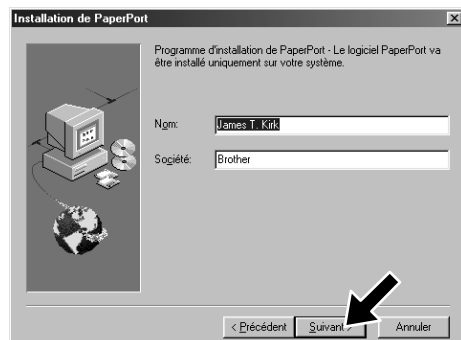 Installation de PaperPort
Programme d'installation de PaperPort - Le logiciel PaperPort va
être installé uniquement sur votre système.
Nom: James T. Kirk
Société: Brother
< Précédent Suivant > Annuler